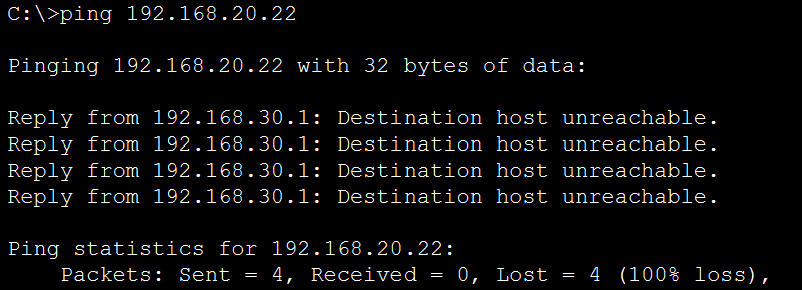 C:\>ping 192.168.20.22
Pinging 192.168.20.22 with 32 bytes of data:
Reply from 192.168.30.1: Destination host unreachable.
Reply from 192.168.30.1: Destination host unreachable.
Reply from 192.168.30.1: Destination host unreachable.
Reply from 192.168.30.1: Destination host unreachable.
Ping statistics for 192.168.20.22:
    Packets: Sent = 4, Received = 0, Lost = 4 (100% loss),